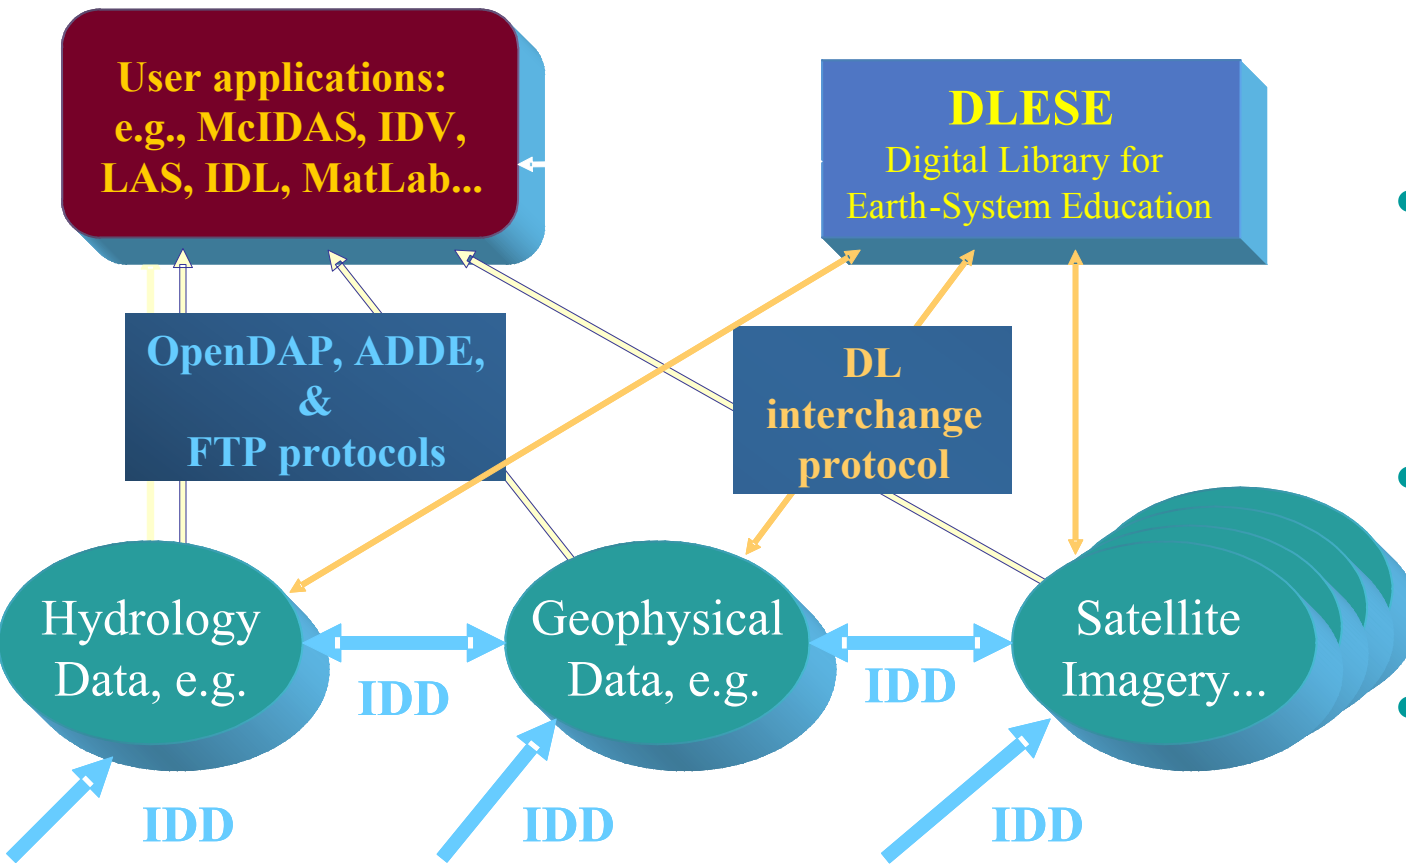 User applications:
e.g., McIDAS, IDV,
LAS, IDL, MatLab...
DLESE
Digital Library for
Earth-System Education
OpenDAP, ADDE,
&
FTP protocols
DL
interchange
protocol
Hydrology
Data, e.g.
Geophysical
Data, e.g.
Satellite
Imagery...
IDD
IDD
IDD
IDD
IDD